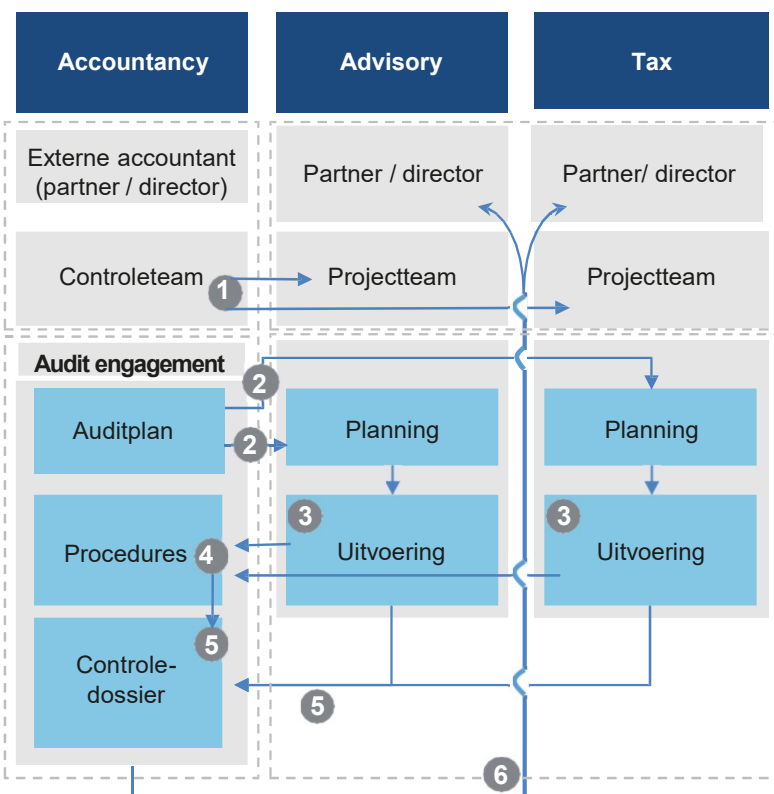 Accountancy
Advisory
Tax
Externe accountant
(partner / director)
Partner / director
Partner/ director
Controleteam
1
Projectteam
Projectteam
Audit engagement
2
Auditplan
2
Planning
Planning
3
3
Procedures
4
Uitvoering
Uitvoering
5
Controle-
dossier
5
6